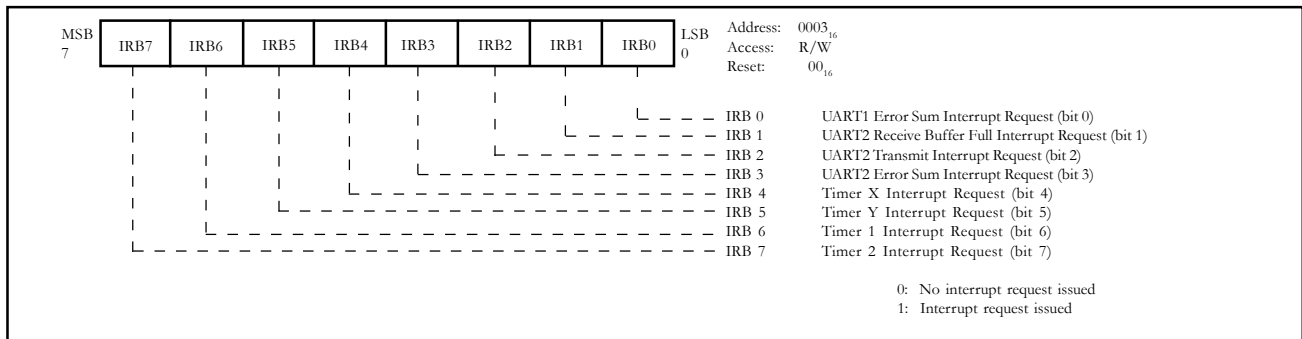 MSB 7 IRB7 IRB6 IRB5 IRB4 IRB3 IRB2 IRB1 IRB0 LSB 0
Address: 0003₁₆
Access: R/W
Reset: 00₁₆
IRB 0 UART1 Error Sum Interrupt Request (bit 0)
IRB 1 UART2 Receive Buffer Full Interrupt Request (bit 1)
IRB 2 UART2 Transmit Interrupt Request (bit 2)
IRB 3 UART2 Error Sum Interrupt Request (bit 3)
IRB 4 Timer X Interrupt Request (bit 4)
IRB 5 Timer Y Interrupt Request (bit 5)
IRB 6 Timer 1 Interrupt Request (bit 6)
IRB 7 Timer 2 Interrupt Request (bit 7)
0: No interrupt request issued
1: Interrupt request issued